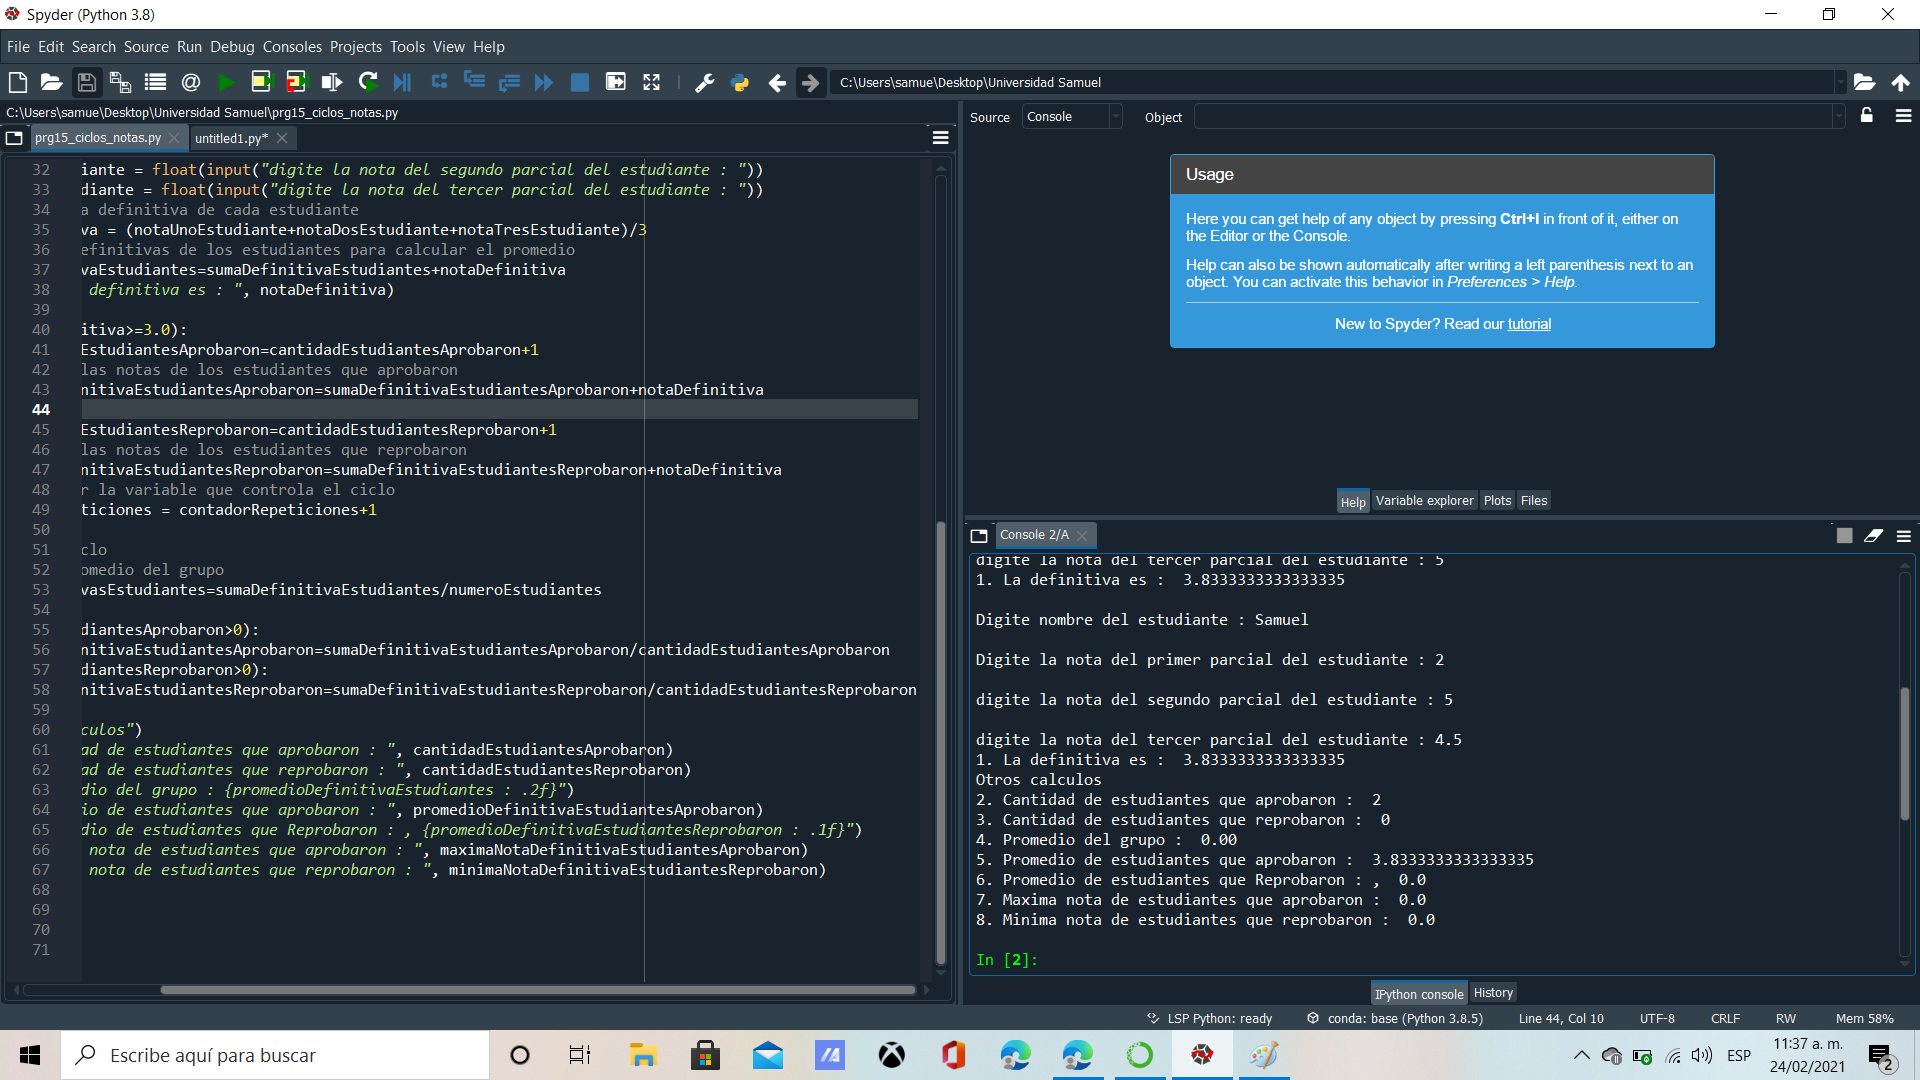 Spyder (Python 3.8)
File Edit Search Source Run Debug Consoles Projects Tools View Help
C:\Users\samue\Desktop\Universidad Samuel
C:\Users\samue\Desktop\Universidad Samuel\prg15_ciclos_notas.py
prg15_ciclos_notas.py
untitled1.py*
32 iante = float(input("digite la nota del segundo parcial del estudiante : "))
33 diante = float(input("digite la nota del tercer parcial del estudiante : "))
34 a definitiva de cada estudiante
35 va = (notaUnoEstudiante+notaDosEstudiante+notaTresEstudiante)/3
36 efinitivas de los estudiantes para calcular el promedio
37 vaEstudiantes=sumaDefinitivaEstudiantes+notaDefinitiva
38 definitiva es : ", notaDefinitiva)
39
40 itiva>=3.0):
41 EstudiantesAprobaron=cantidadEstudiantesAprobaron+1
42 las notas de los estudiantes que aprobaron
43 nitivaEstudiantesAprobaron=sumaDefinitivaEstudiantesAprobaron+notaDefinitiva
44
45 EstudiantesReprobaron=cantidadEstudiantesReprobaron+1
46 las notas de los estudiantes que reprobaron
47 nitivaEstudiantesReprobaron=sumaDefinitivaEstudiantesReprobaron+notaDefinitiva
48 r la variable que controla el ciclo
49 ticiones = contadorRepeticiones+1
50
51 clo
52 omedio del grupo
53 vasEstudiantes=sumaDefinitivaEstudiantes/numeroEstudiantes
54
55 diantesAprobaron>0):
56 nitivaEstudiantesAprobaron=sumaDefinitivaEstudiantesAprobaron/cantidadEstudiantesAprobaron
57 diantesReprobaron>0):
58 nitivaEstudiantesReprobaron=sumaDefinitivaEstudiantesReprobaron/cantidadEstudiantesReprobaron
59
60 culos")
61 ad de estudiantes que aprobaron : ", cantidadEstudiantesAprobaron)
62 ad de estudiantes que reprobaron : ", cantidadEstudiantesReprobaron)
63 dio del grupo : {promedioDefinitivaEstudiantes : .2f}")
64 io de estudiantes que aprobaron : ", promedioDefinitivaEstudiantesAprobaron)
65 dio de estudiantes que Reprobaron : , {promedioDefinitivaEstudiantesReprobaron : .1f}")
66 nota de estudiantes que aprobaron : ", maximaNotaDefinitivaEstudiantesAprobaron)
67 nota de estudiantes que reprobaron : ", minimaNotaDefinitivaEstudiantesReprobaron)
68
69
70
71
Source Console Object
Usage
Here you can get help of any object by pressing Ctrl+I in front of it, either on
the Editor or the Console.
Help can also be shown automatically after writing a left parenthesis next to an
object. You can activate this behavior in Preferences > Help.
New to Spyder? Read our tutorial
Help Variable explorer Plots Files
Console 2/A
digite la nota del tercer parcial del estudiante : 5
1. La definitiva es :  3.8333333333333335
Digite nombre del estudiante : Samuel
Digite la nota del primer parcial del estudiante : 2
digite la nota del segundo parcial del estudiante : 5
digite la nota del tercer parcial del estudiante : 4.5
1. La definitiva es :  3.8333333333333335
Otros calculos
2. Cantidad de estudiantes que aprobaron :  2
3. Cantidad de estudiantes que reprobaron :  0
4. Promedio del grupo :  0.00
5. Promedio de estudiantes que aprobaron :  3.8333333333333335
6. Promedio de estudiantes que Reprobaron : ,  0.0
7. Maxima nota de estudiantes que aprobaron :  0.0
8. Minima nota de estudiantes que reprobaron :  0.0
In [2]:
IPython console History
LSP Python: ready conda: base (Python 3.8.5) Line 44, Col 10 UTF-8 CRLF RW Mem 58%
Escribe aquí para buscar
ESP
11:37 a. m.
24/02/2021
2